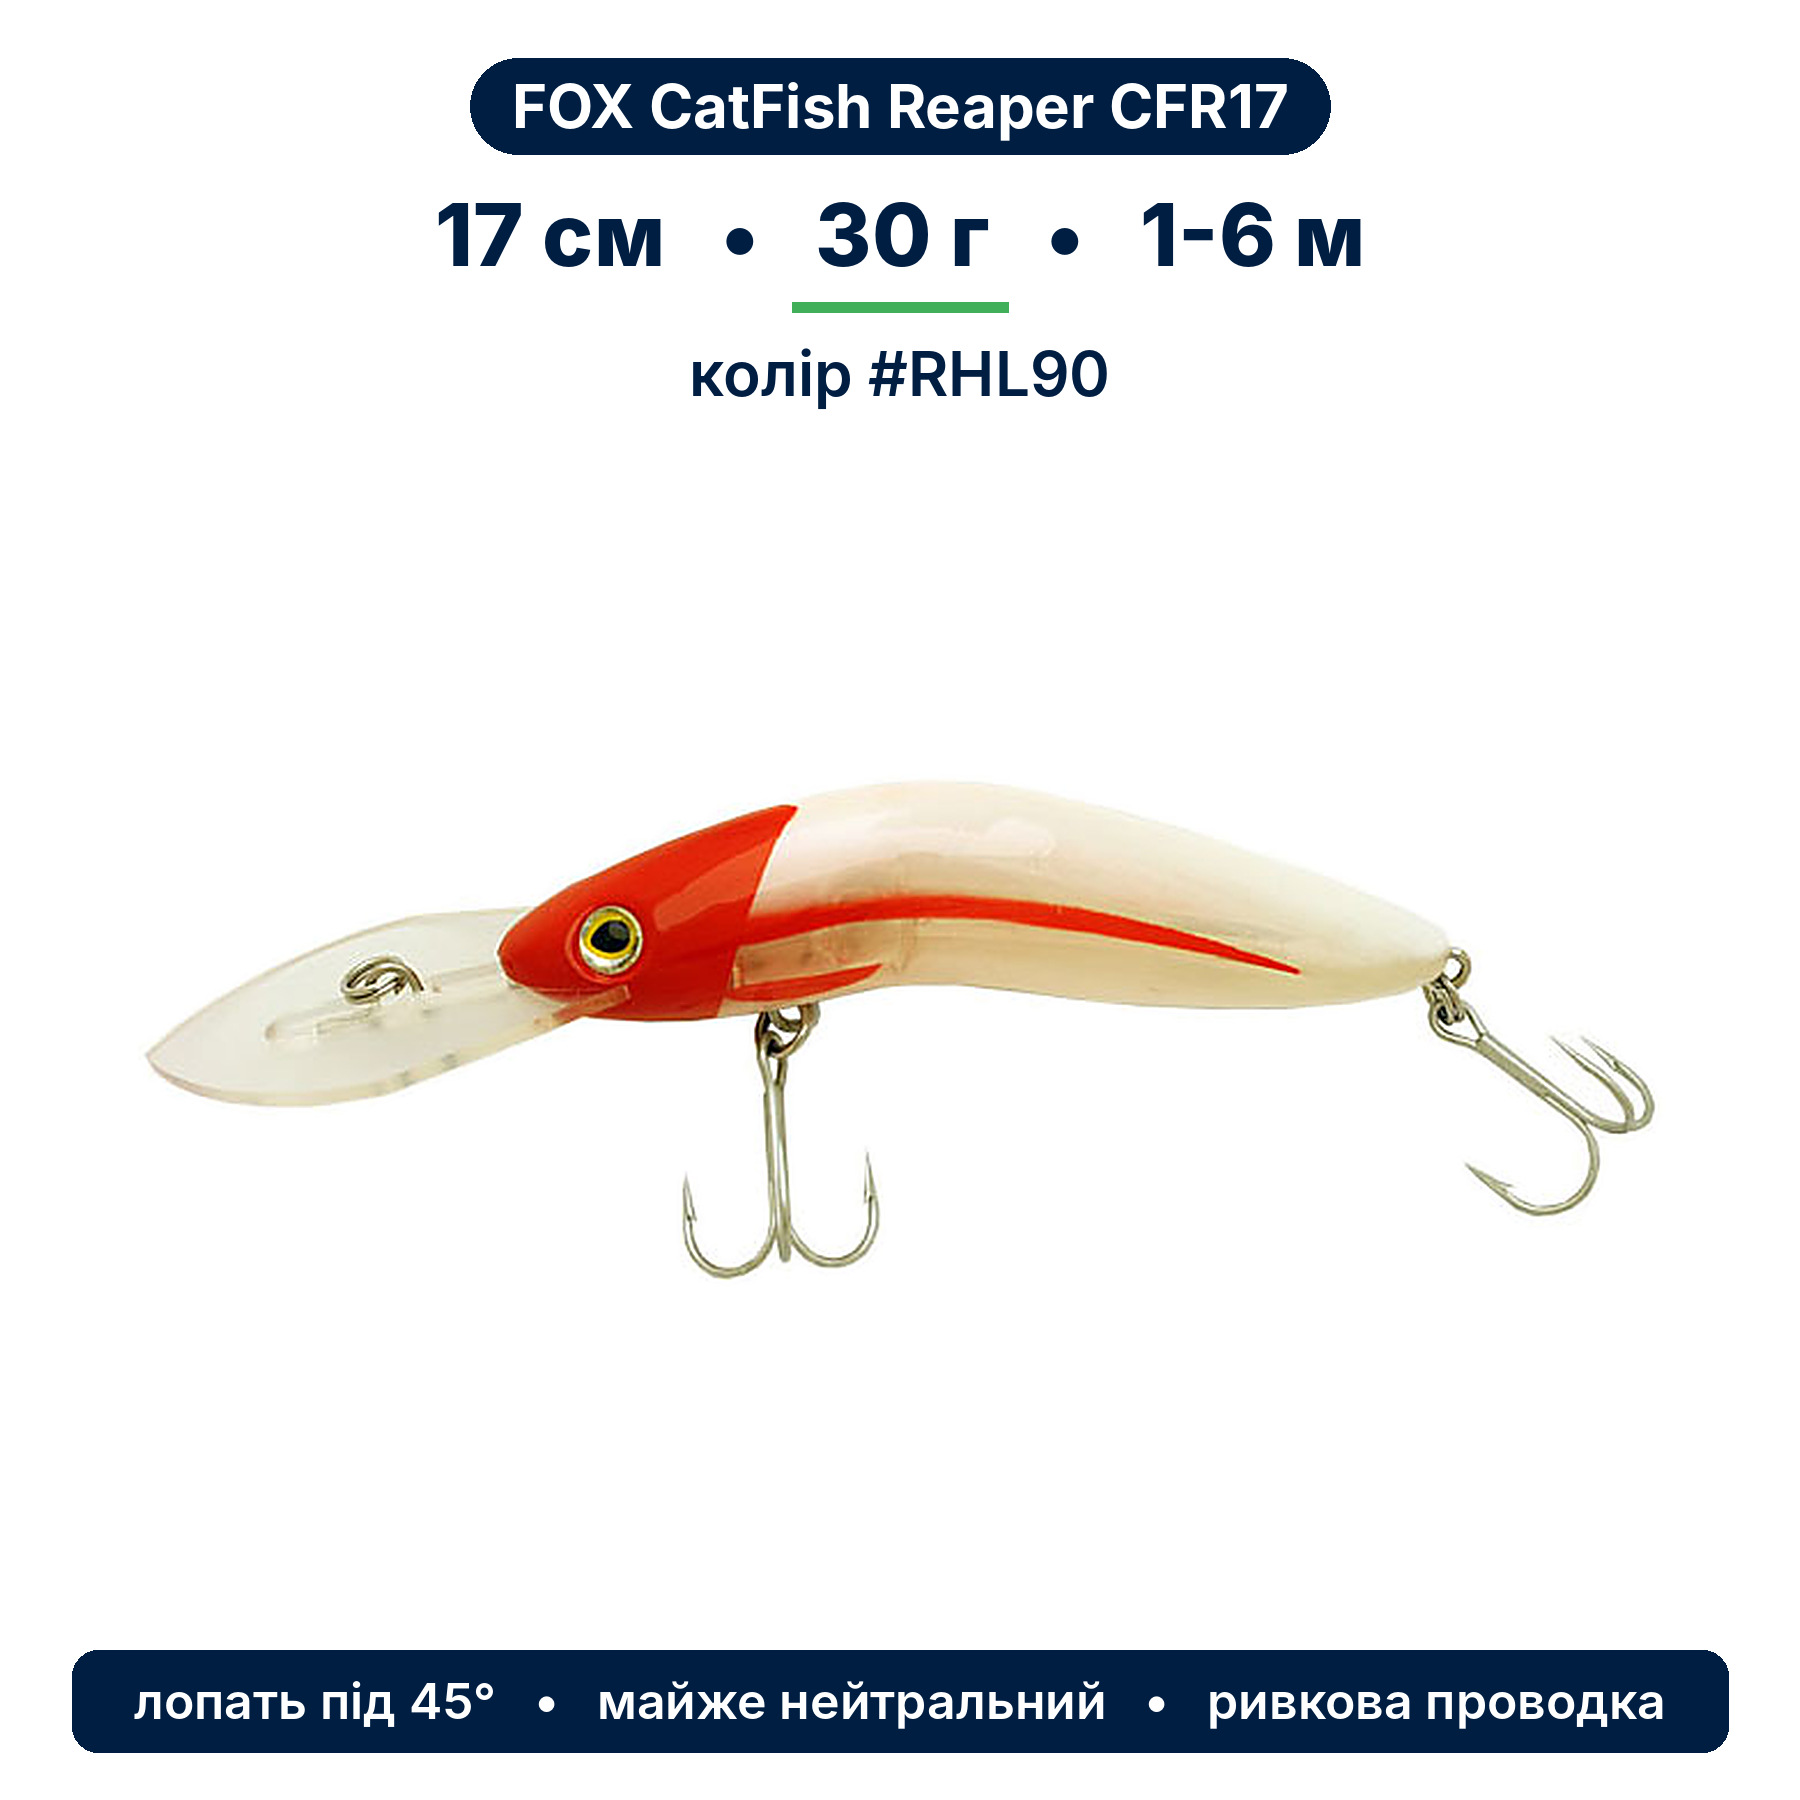 FOX CatFish Reaper CFR17
17 см • 30 г • 1-6 м
колір #RHL90
лопать під 45° • майже нейтральний • ривкова проводка